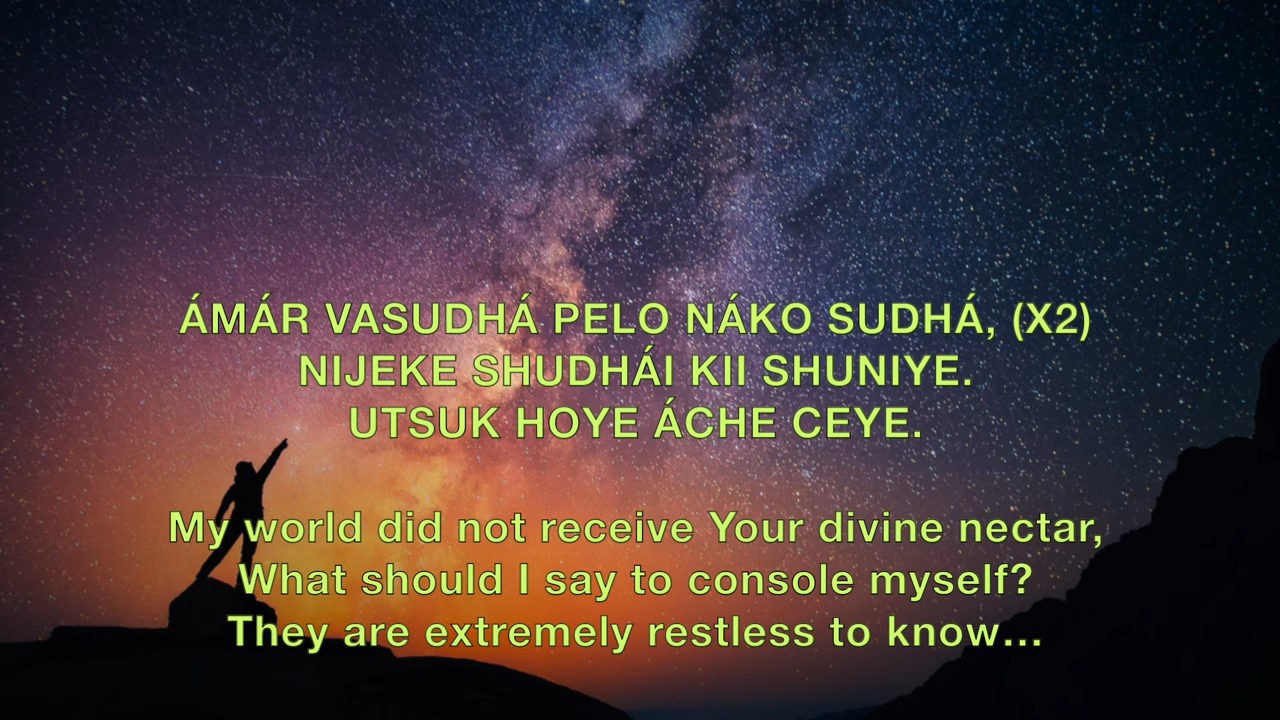 ÁMÁR VASUDHÁ PELO NÁKO SUDHÁ, (X2)
NIJEKE SHUDHÁI KII SHUNIYE.
UTSUK HOYE ÁCHE CEYE.
My world did not receive Your divine nectar,
What should I say to console myself?
They are extremely restless to know...